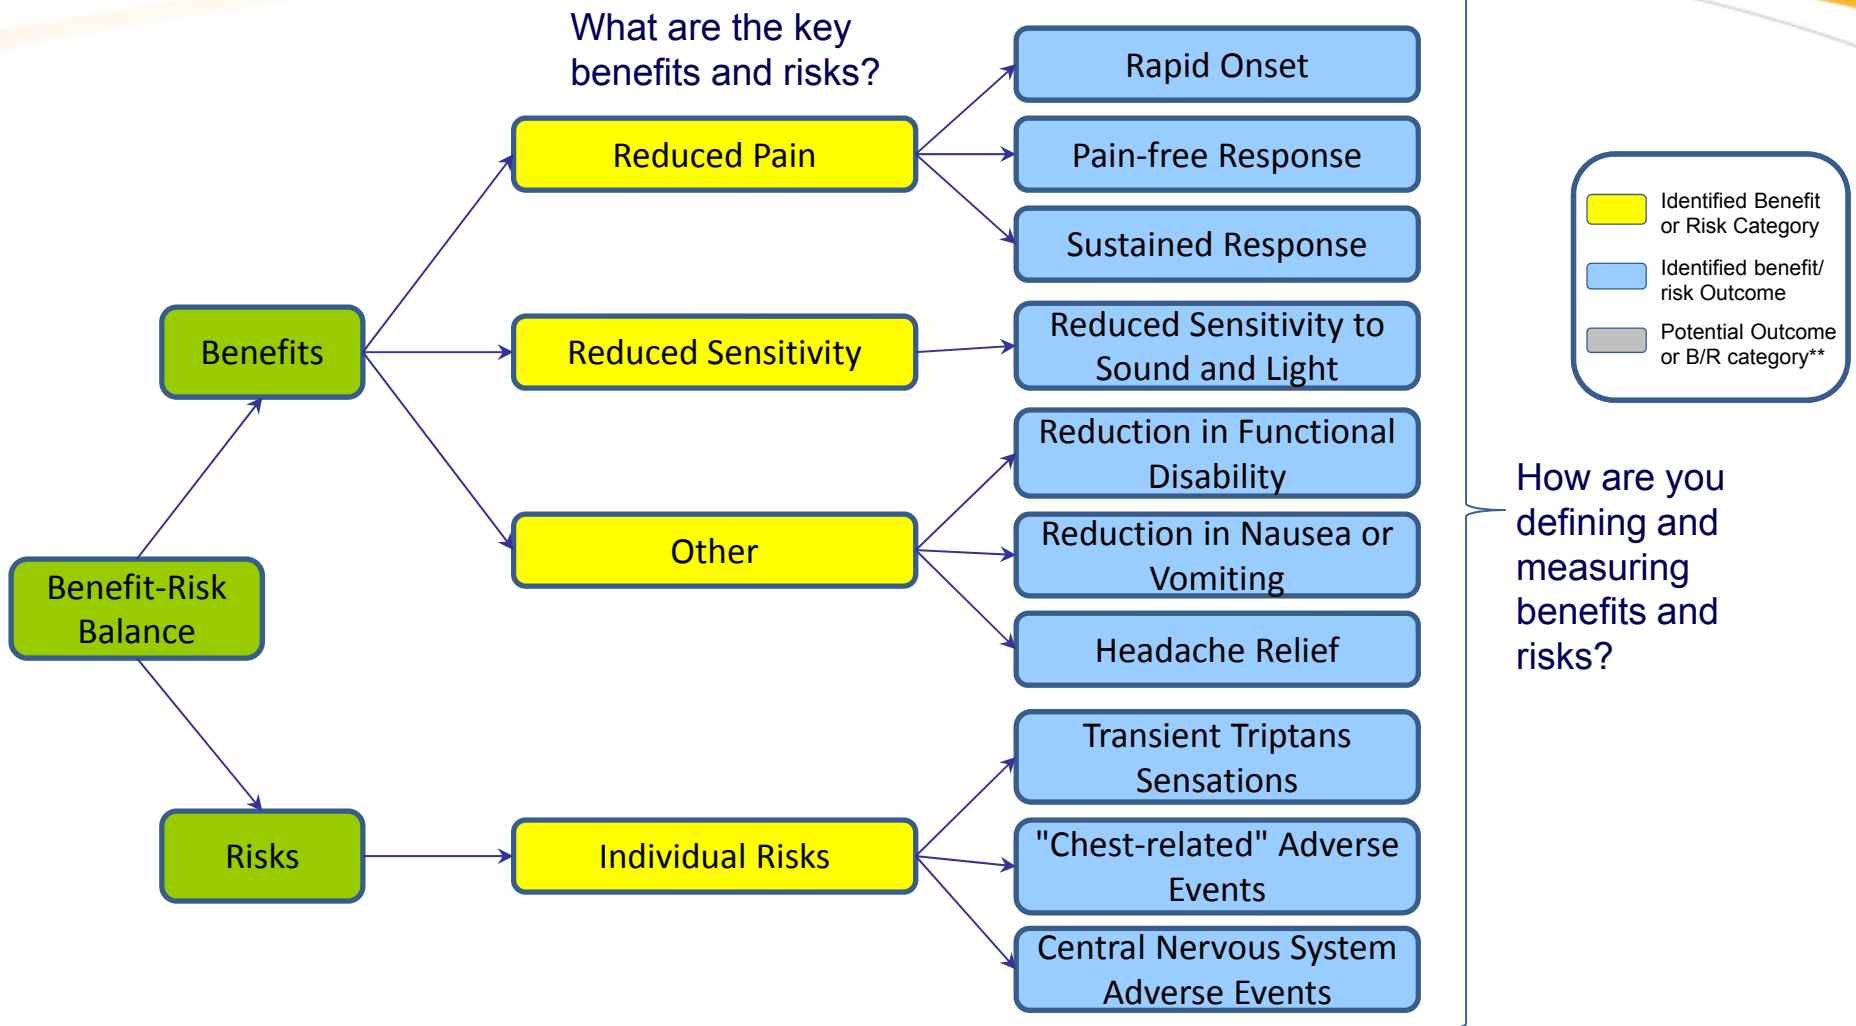 What are the key
benefits and risks?
Rapid Onset
Reduced Pain
Pain-free Response
Sustained Response
Benefits
Reduced Sensitivity
Reduced Sensitivity to
Sound and Light
Reduction in Functional
Disability
Other
Reduction in Nausea or
Vomiting
Headache Relief
Benefit-Risk
Balance
Transient Triptans
Sensations
Risks
Individual Risks
"Chest-related" Adverse
Events
Central Nervous System
Adverse Events
Identified Benefit
or Risk Category
Identified benefit/
risk Outcome
Potential Outcome
or B/R category**
How are you
defining and
measuring
benefits and
risks?